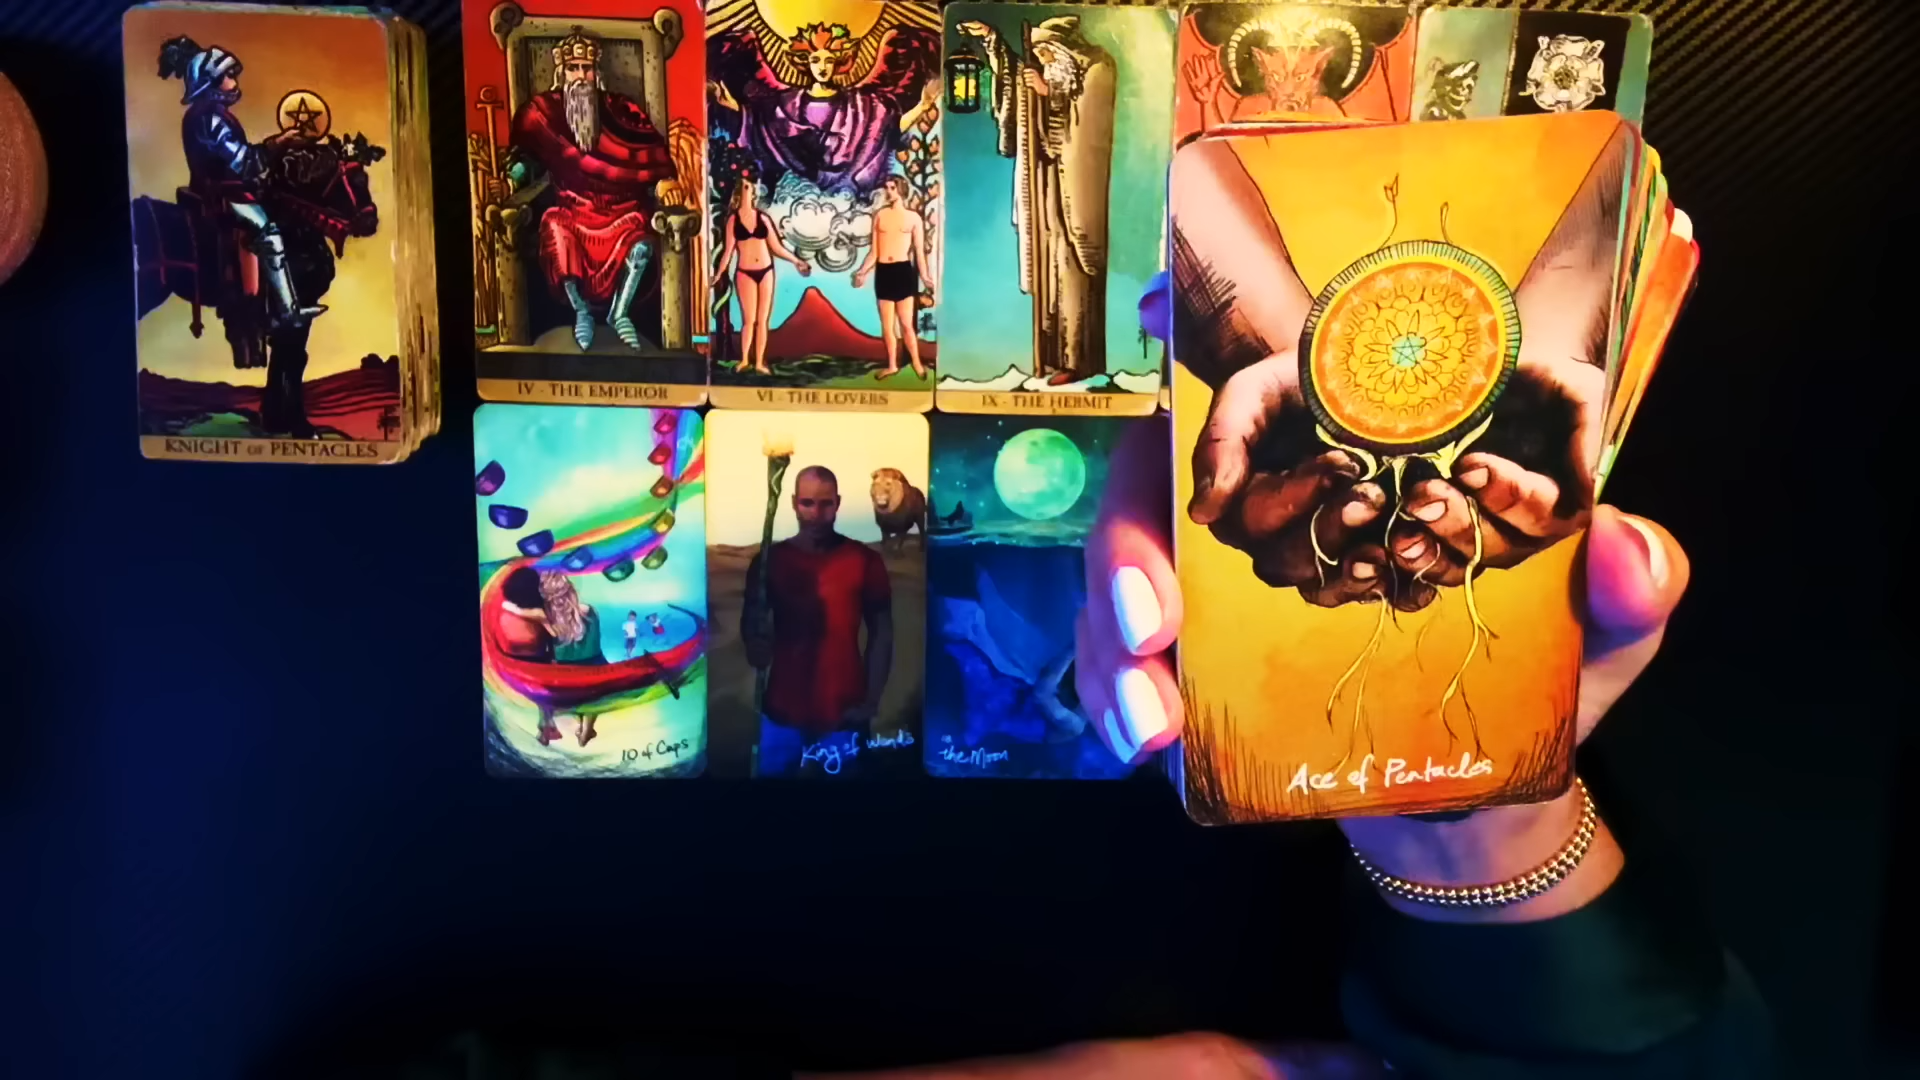 KNIGHT OF PENTACLES
IV - THE EMPEROR
VI - THE LOVERS
IX - THE HERMIT
10 of Cups
King of Wands
the Moon
Ace of Pentacles